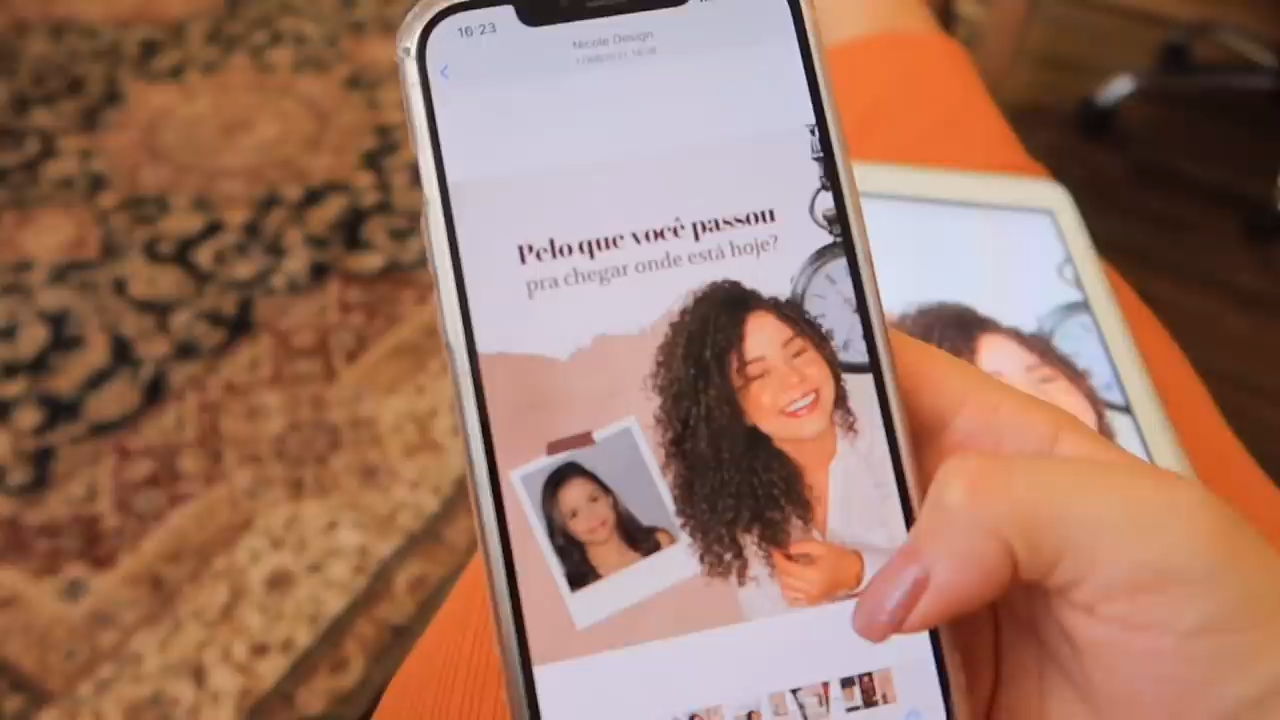 16:23
Nicole Design
Pelo que você passou
pra chegar onde está hoje?